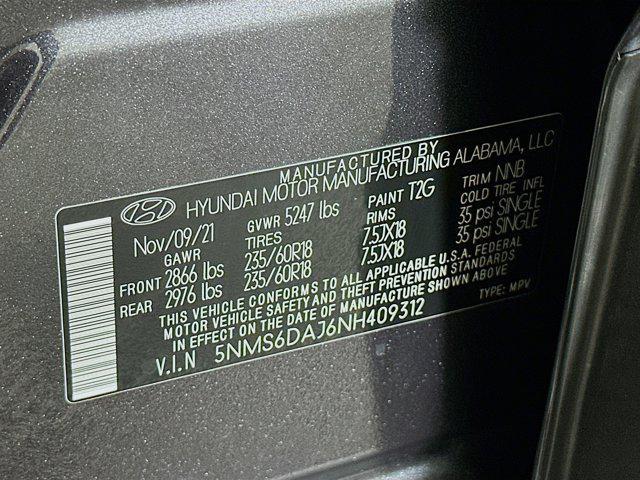 MANUFACTURED BY
HYUNDAI MOTOR MANUFACTURING ALABAMA, LLC
Nov/09/21 GVWR 5247 lbs PAINT T2G TRIM NNB
GAWR TIRES RIMS COLD TIRE INFL
FRONT 2866 lbs 235/60R18 7.5JX18 35 psi SINGLE
REAR 2976 lbs 235/60R18 7.5JX18 35 psi SINGLE
THIS VEHICLE CONFORMS TO ALL APPLICABLE U.S.A. FEDERAL
MOTOR VEHICLE SAFETY AND THEFT PREVENTION STANDARDS
IN EFFECT ON THE DATE OF MANUFACTURE SHOWN ABOVE
V.I.N 5NMS6DAJ6NH409312 TYPE: MPV